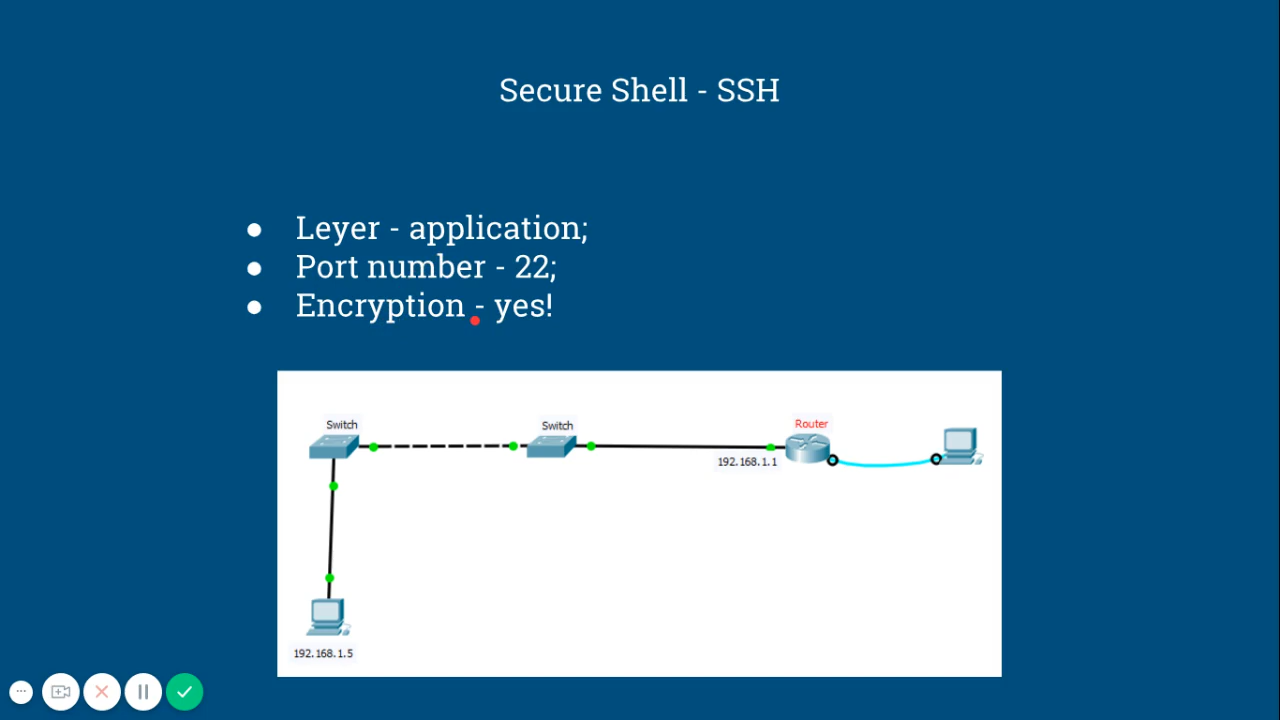 Secure Shell - SSH
● Leyer - application;
● Port number - 22;
● Encryption - yes!
Switch
Switch
Router
192.168.1.1
192.168.1.5